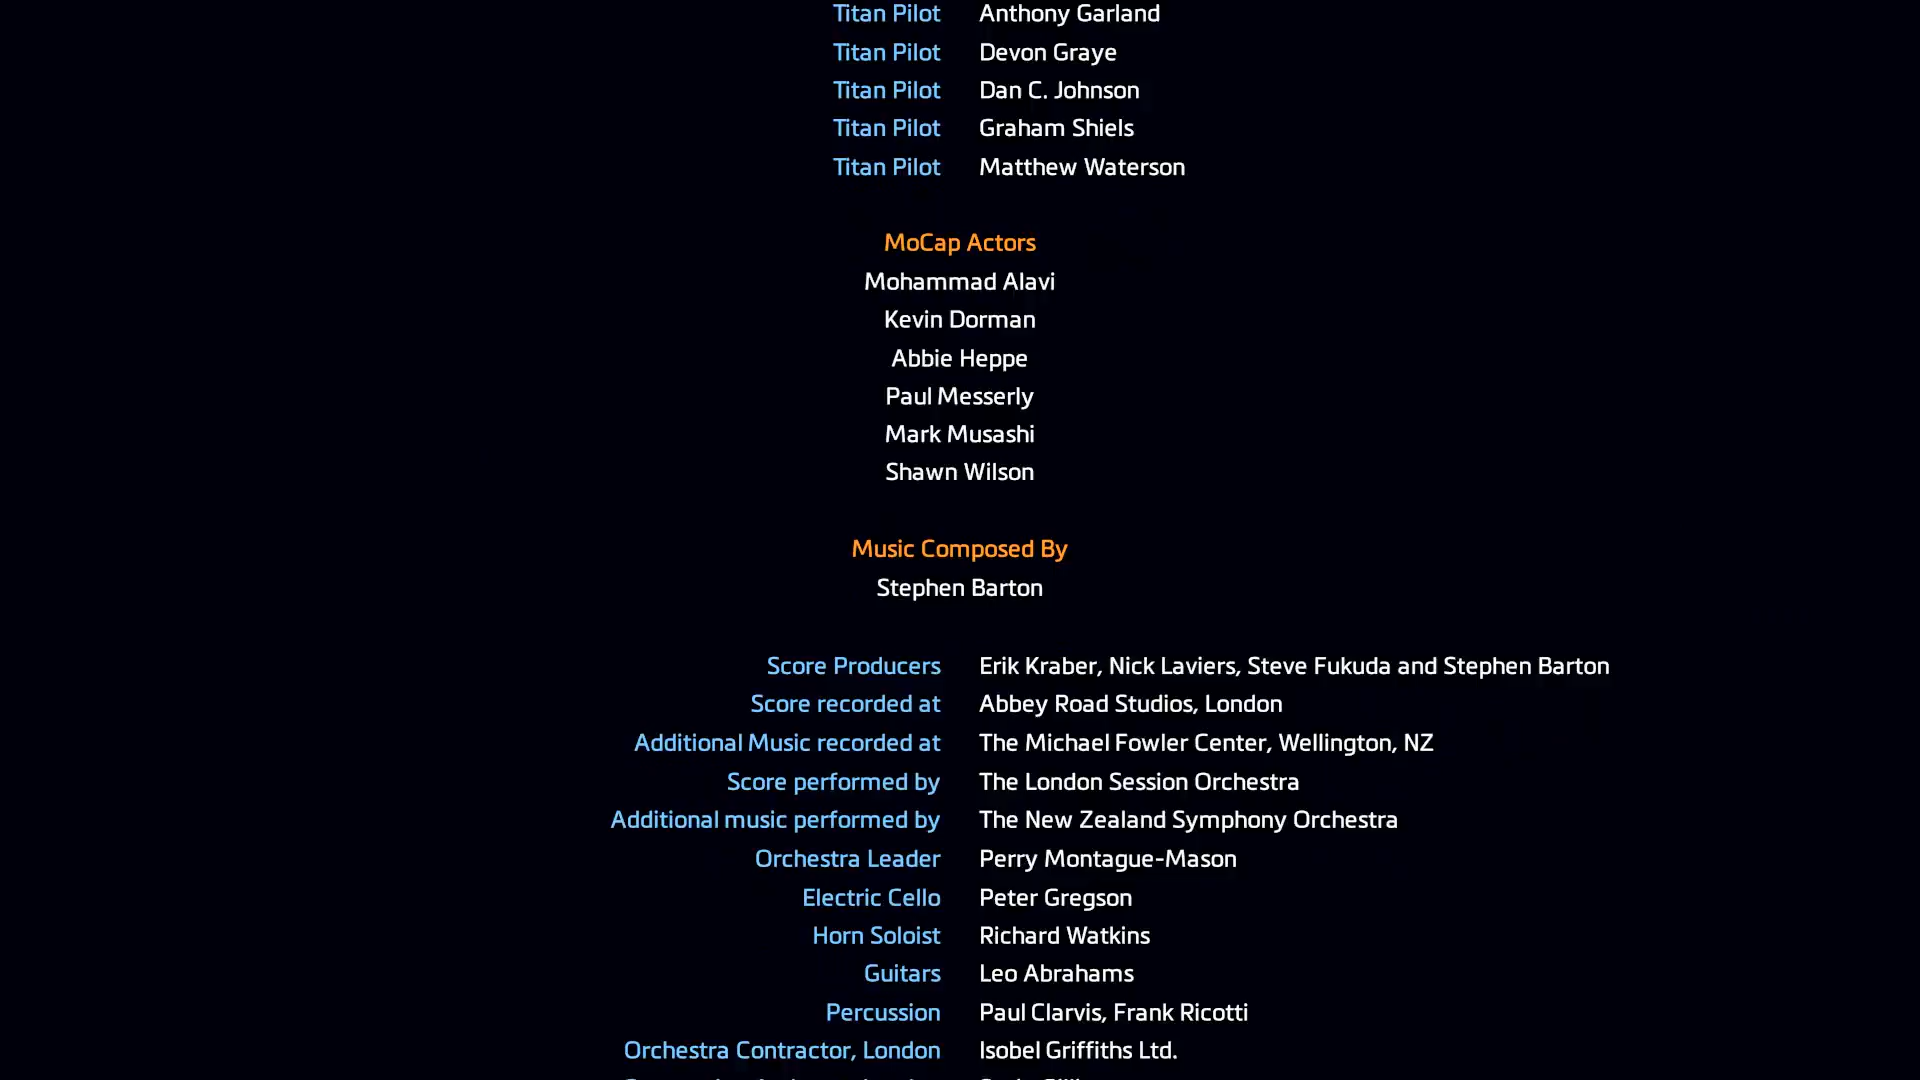 Titan Pilot Anthony Garland
Titan Pilot Devon Graye
Titan Pilot Dan C. Johnson
Titan Pilot Graham Shiels
Titan Pilot Matthew Waterson
MoCap Actors
Mohammad Alavi
Kevin Dorman
Abbie Heppe
Paul Messerly
Mark Musashi
Shawn Wilson
Music Composed By
Stephen Barton
Score Producers Erik Kraber, Nick Laviers, Steve Fukuda and Stephen Barton
Score recorded at Abbey Road Studios, London
Additional Music recorded at The Michael Fowler Center, Wellington, NZ
Score performed by The London Session Orchestra
Additional music performed by The New Zealand Symphony Orchestra
Orchestra Leader Perry Montague-Mason
Electric Cello Peter Gregson
Horn Soloist Richard Watkins
Guitars Leo Abrahams
Percussion Paul Clarvis, Frank Ricotti
Orchestra Contractor, London Isobel Griffiths Ltd.